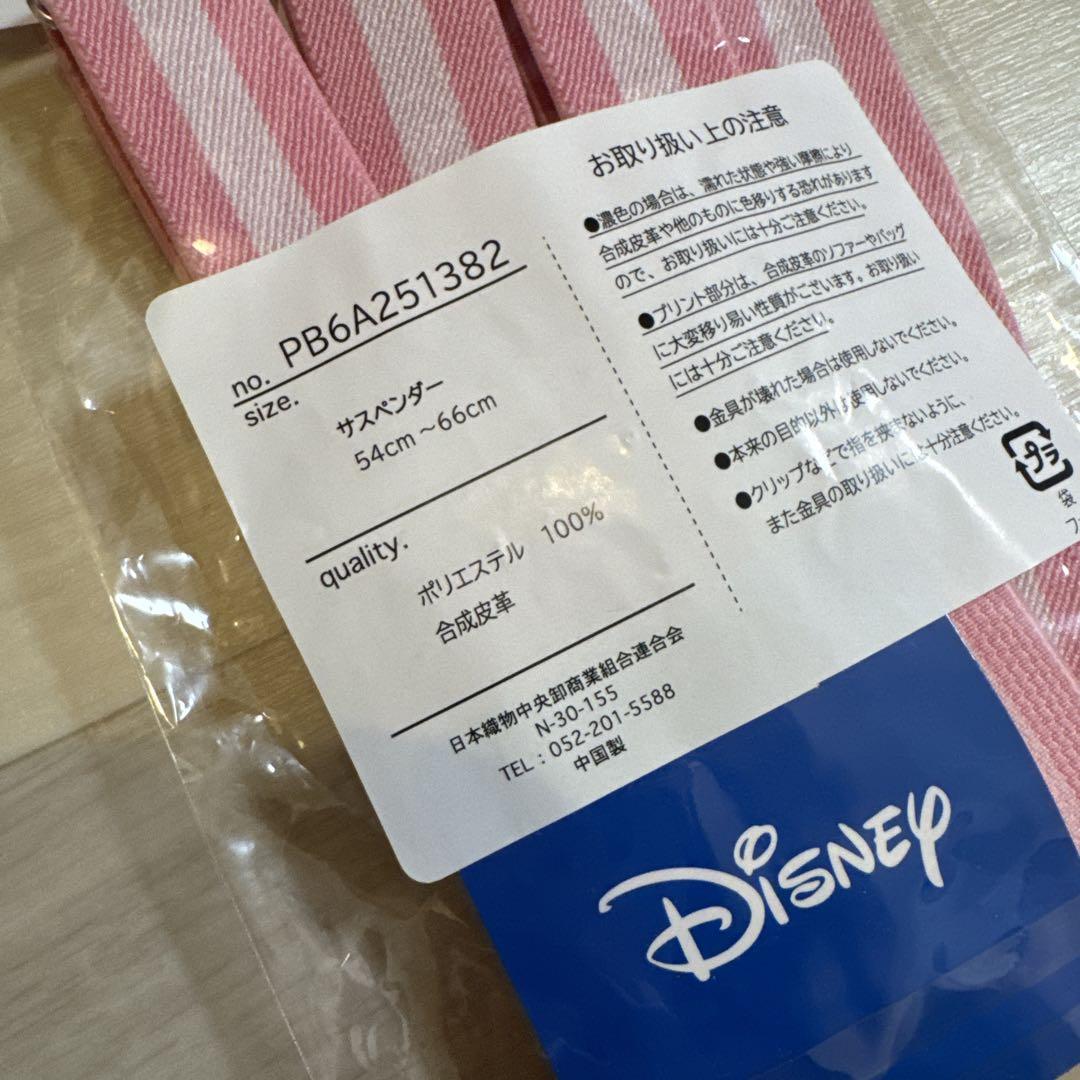 no. PB6A251382
size.
サスペンダー
54cm～66cm
quality.
ポリエステル 100%
合成皮革
日本織物中央卸商業組合連合会
N-30-155
TEL：052-201-5588
中国製
お取り扱い上の注意
●濃色の場合は、濡れた状態や強い摩擦により
合成皮革や他のものに色移りする恐れがあります
ので、お取り扱いには十分ご注意ください。
●プリント部分は、合成皮革のソファーやバッグ
に大変移り易い性質がございます。お取り扱い
には十分ご注意ください。
●金具が壊れた場合は使用しないでください。
●本来の目的以外は使用しないでください。
●クリップなどで指を挟まないように、
また金具の取り扱いには十分注意ください。
プラ
袋
フ
Disney